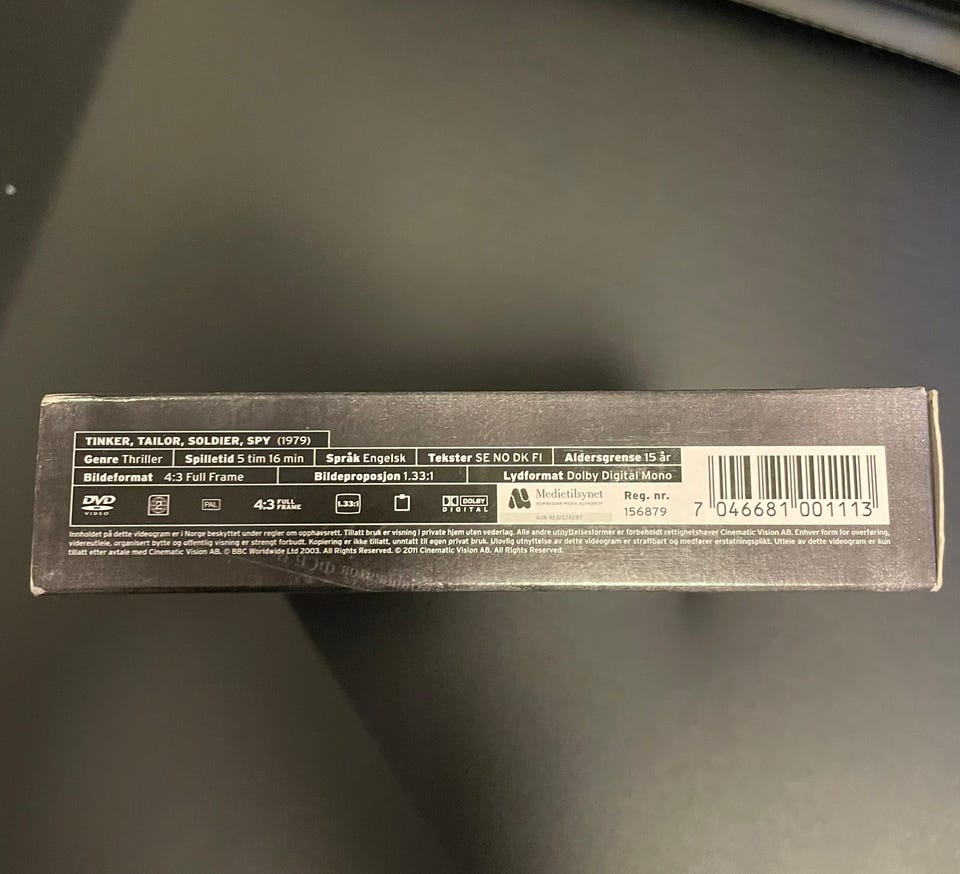 TINKER, TAILOR, SOLDIER, SPY (1979)
Genre Thriller Spilletid 5 tim 16 min Språk Engelsk Tekster SE NO DK FI Aldersgrense 15 år
Bildeformat 4:3 Full Frame Bildeproposjon 1.33:1 Lydformat Dolby Digital Mono
DVD VIDEO 2 PAL 4:3 FULL FRAME 1.33:1 DOLBY DIGITAL Medietilsynet NORWEGIAN MEDIA AUTHORITY KUN REGISTRERT Reg. nr. 156879 7 046681 001113
Innholdet på dette videogram er i Norge beskyttet under regler om opphavsrett. Tillatt bruk er visning i private hjem uten vederlag. Alle andre utnyttelsesformer er forbeholdt rettighetshaver Cinematic Vision AB. Enhver form for overføring,
videreutleie, organisert bytte og offentlig visning er strengt forbudt. Kopiering er ikke tillatt, unntatt til egen privat bruk. Ulovlig utnyttelse av dette videogram er straffbart og medfører erstatningsplikt. Utleie av dette videogram er kun
tillatt etter avtale med Cinematic Vision AB. © BBC Worldwide Ltd 2003. All Rights Reserved. © 2011 Cinematic Vision AB. All Rights Reserved.